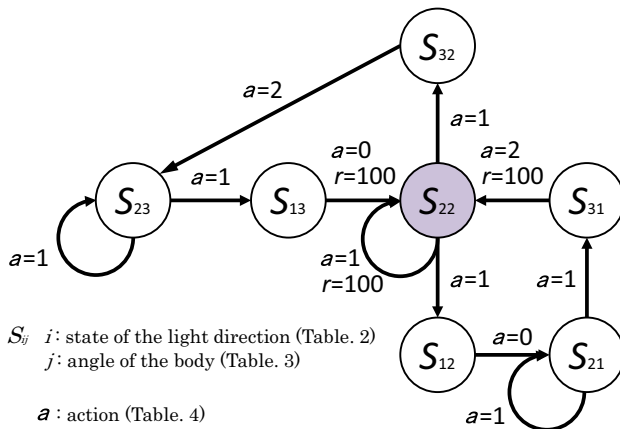 S32
a=2
a=1
a=1
a=0
r=100
a=2
r=100
S23
S13
S22
S31
a=1
a=1
r=100
a=1
a=1
Sij i : state of the light direction (Table. 2)
j : angle of the body (Table. 3)
S12
a=0
S21
a=1
a : action (Table. 4)